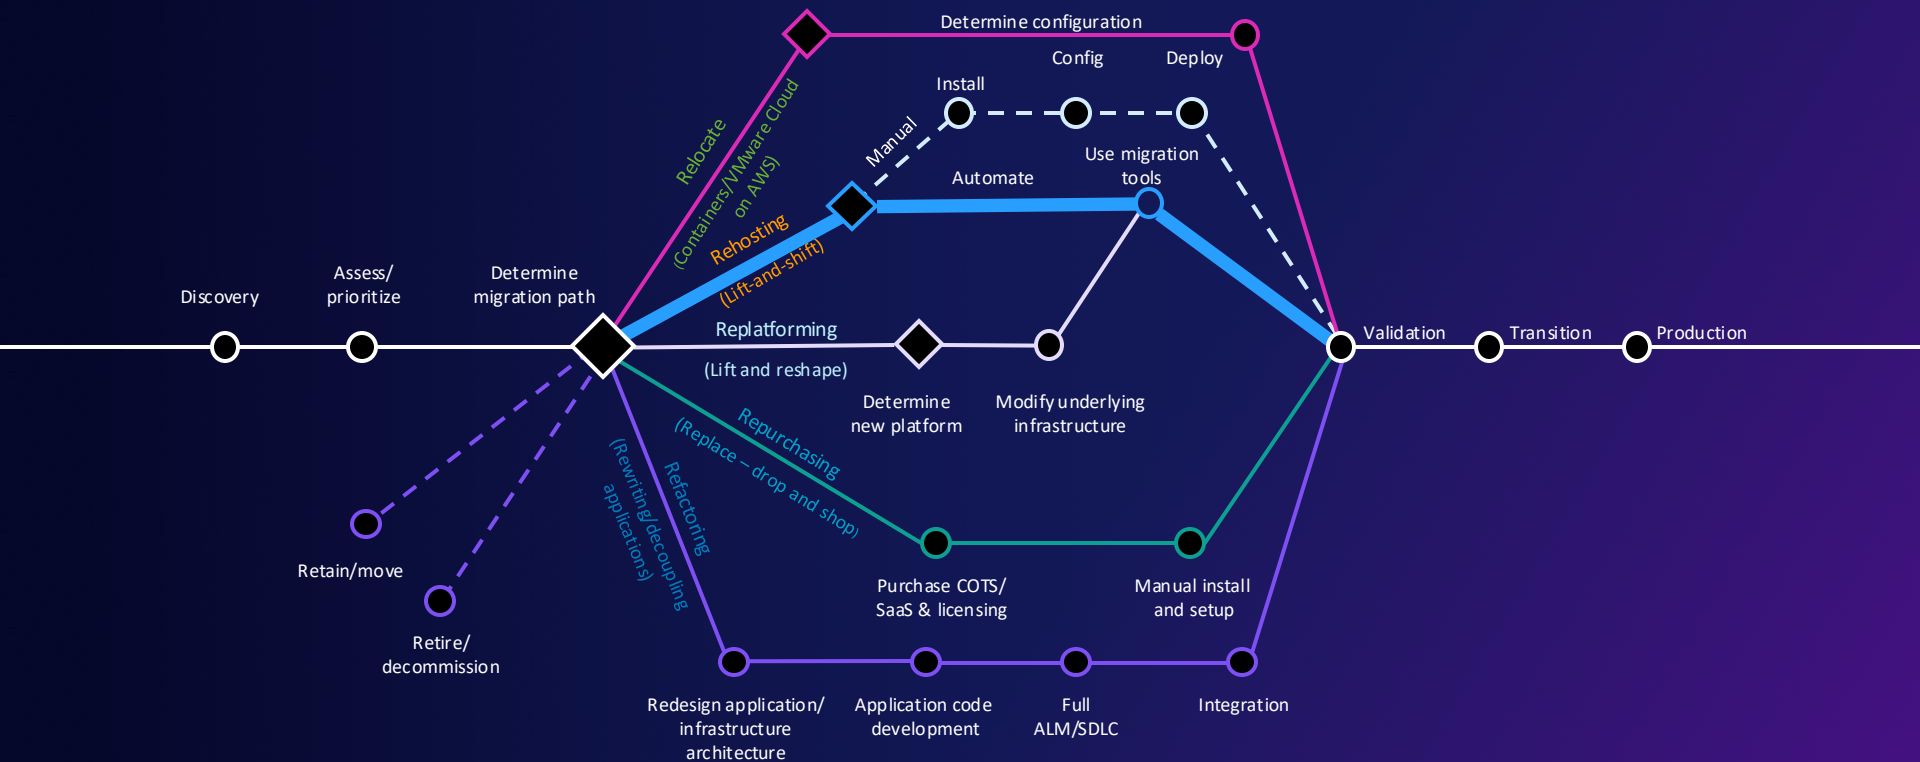 Determine configuration
Config
Deploy
Install
Manual
Use migration
tools
Automate
Relocate
(Containers/VMware Cloud
on AWS)
Rehosting
(Lift-and-shift)
Discovery
Assess/
prioritize
Determine
migration path
Replatforming
(Lift and reshape)
Validation
Transition
Production
Determine
new platform
Modify underlying
infrastructure
Repurchasing
(Replace – drop and shop)
Refactoring
(Rewriting/decoupling
applications)
Retain/move
Retire/
decommission
Purchase COTS/
SaaS & licensing
Manual install
and setup
Redesign application/
infrastructure
architecture
Application code
development
Full
ALM/SDLC
Integration